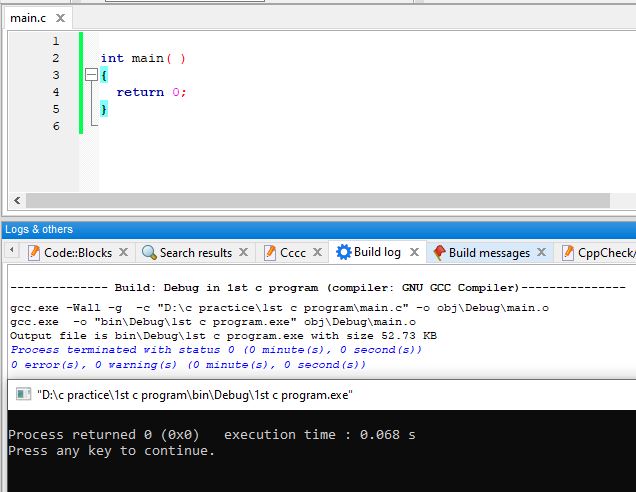 main.c
1
2 int main( )
3 {
4 return 0;
5 }
6
Logs & others
Code::Blocks Search results Cccc Build log Build messages CppCheck/
-------------- Build: Debug in 1st c program (compiler: GNU GCC Compiler)---------------
gcc.exe -Wall -g -c "D:\c practice\1st c program\main.c" -o obj\Debug\main.o
gcc.exe -o "bin\Debug\1st c program.exe" obj\Debug\main.o
Output file is bin\Debug\1st c program.exe with size 52.73 KB
Process terminated with status 0 (0 minute(s), 0 second(s))
0 error(s), 0 warning(s) (0 minute(s), 0 second(s))
"D:\c practice\1st c program\bin\Debug\1st c program.exe"
Process returned 0 (0x0) execution time : 0.068 s
Press any key to continue.